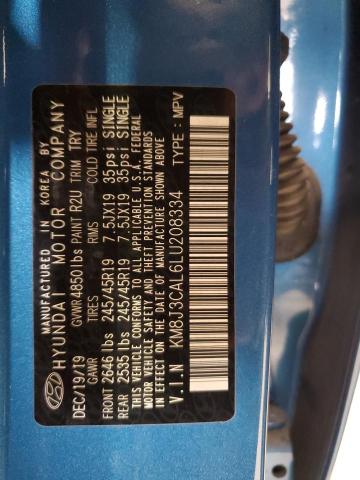 MANUFACTURED IN KOREA BY
HYUNDAI MOTOR COMPANY
DEC/19/19 GVWR 4850 lbs PAINT R2U TRIM TRY
GAWR TIRES RIMS COLD TIRE INFL
FRONT 2646 lbs 245/45R19 7.5JX19 35psi SINGLE
REAR 2535 lbs 245/45R19 7.5JX19 35psi SINGLE
THIS VEHICLE CONFORMS TO ALL APPLICABLE U.S.A. FEDERAL
MOTOR VEHICLE SAFETY AND THEFT PREVENTION STANDARDS
IN EFFECT ON THE DATE OF MANUFACTURE SHOWN ABOVE.
V.I.N KM8J3CAL6LU208334 TYPE: MPV